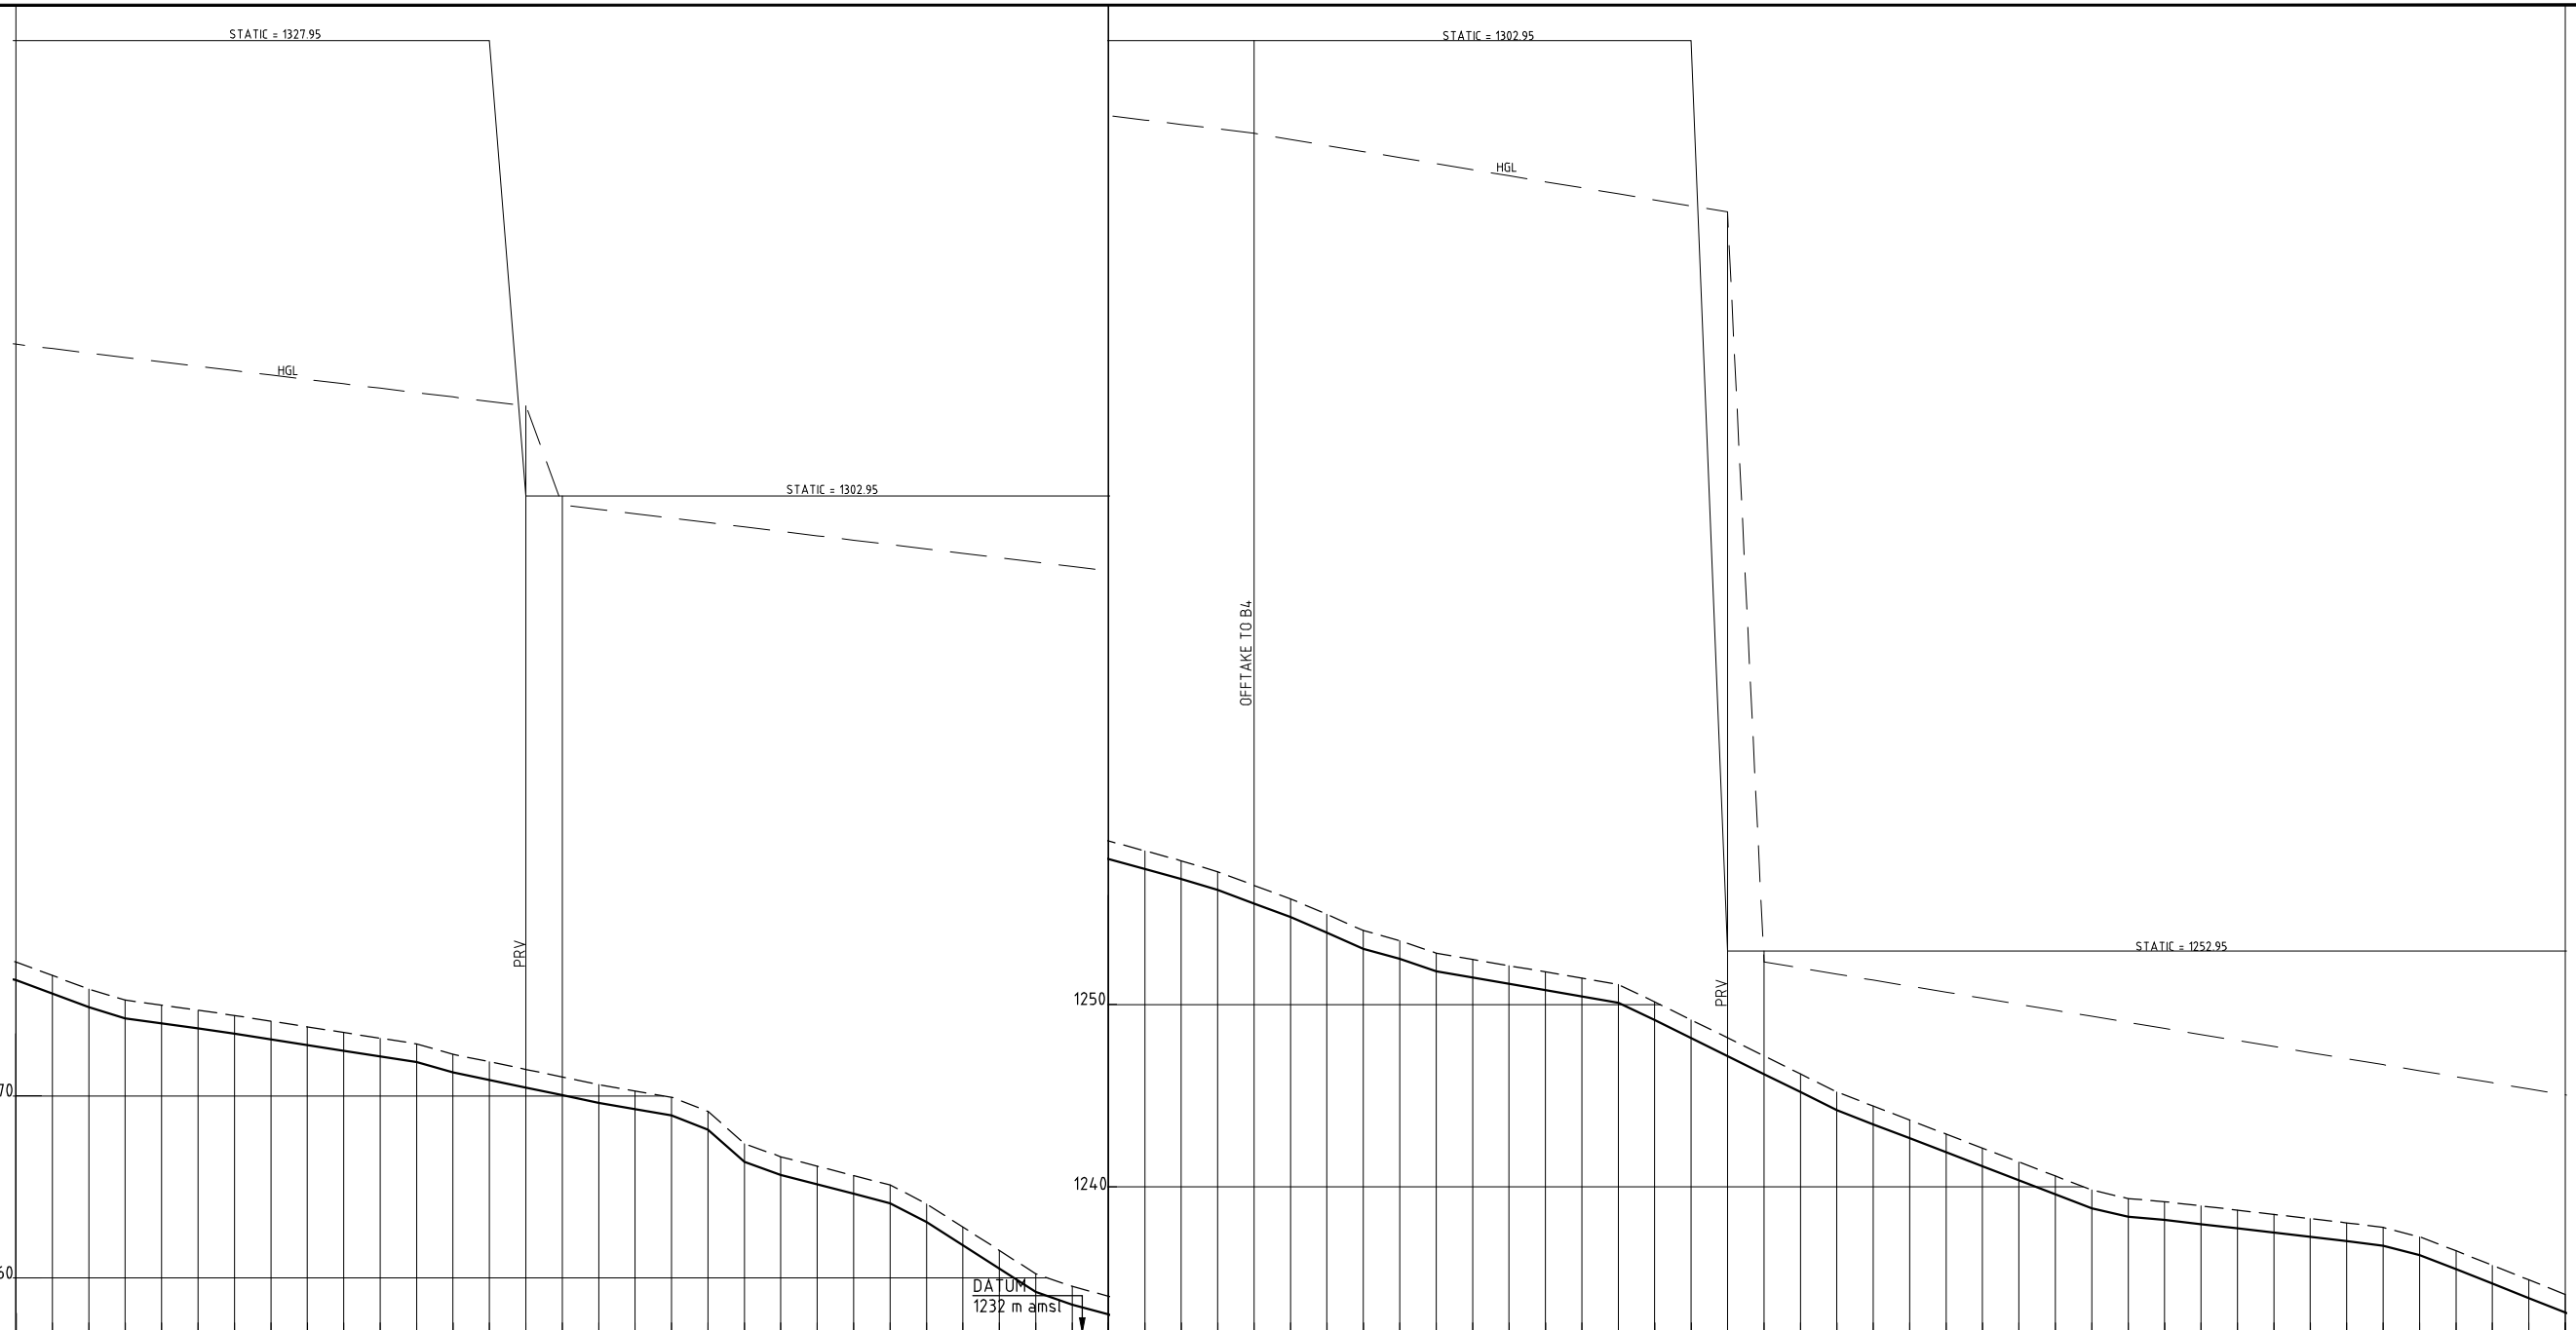 STATIC = 1327.95
HGL
STATIC = 1302.95
PRV
70
60
DATUM
1232 m amsl
STATIC = 1302.95
HGL
OFFTAKE TO B4
PRV
STATIC = 1252.95
1250
1240